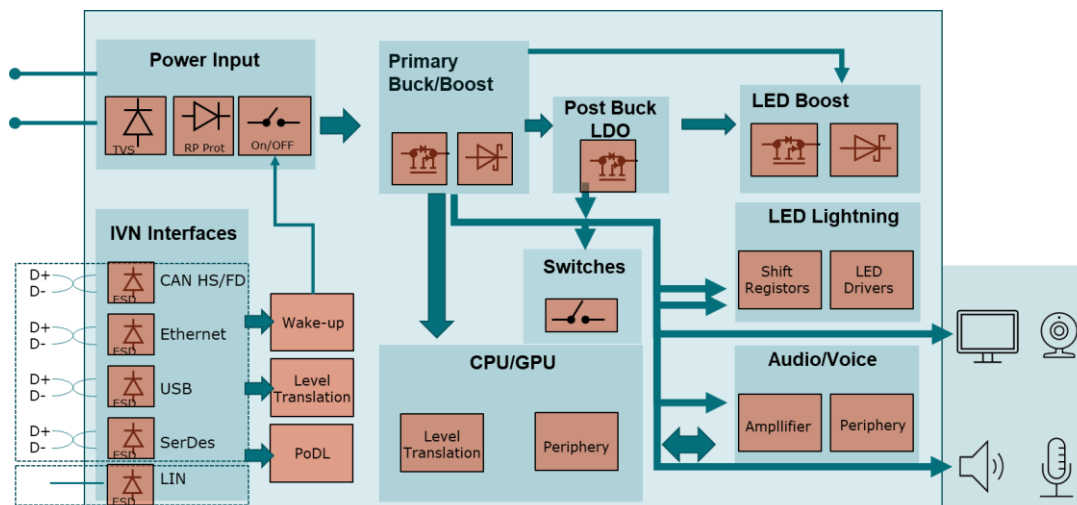 Power Input
TVS
RP Prot
On/OFF
Primary
Buck/Boost
Post Buck
LDO
LED Boost
IVN Interfaces
D+
D-
ESD
CAN HS/FD
D+
D-
ESD
Ethernet
D+
D-
ESD
USB
D+
D-
ESD
SerDes
ESD
LIN
Wake-up
Level
Translation
PoDL
Switches
CPU/GPU
Level
Translation
Periphery
LED Lightning
Shift
Registors
LED
Drivers
Audio/Voice
Ampllifier
Periphery